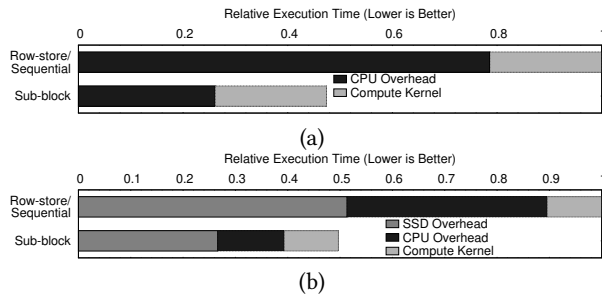 Relative Execution Time (Lower is Better)
0 0.2 0.4 0.6 0.8 1
Row-store/
Sequential
Sub-block
CPU Overhead
Compute Kernel
(a)
Relative Execution Time (Lower is Better)
0 0.1 0.2 0.3 0.4 0.5 0.6 0.7 0.8 0.9 1
Row-store/
Sequential
Sub-block
SSD Overhead
CPU Overhead
Compute Kernel
(b)